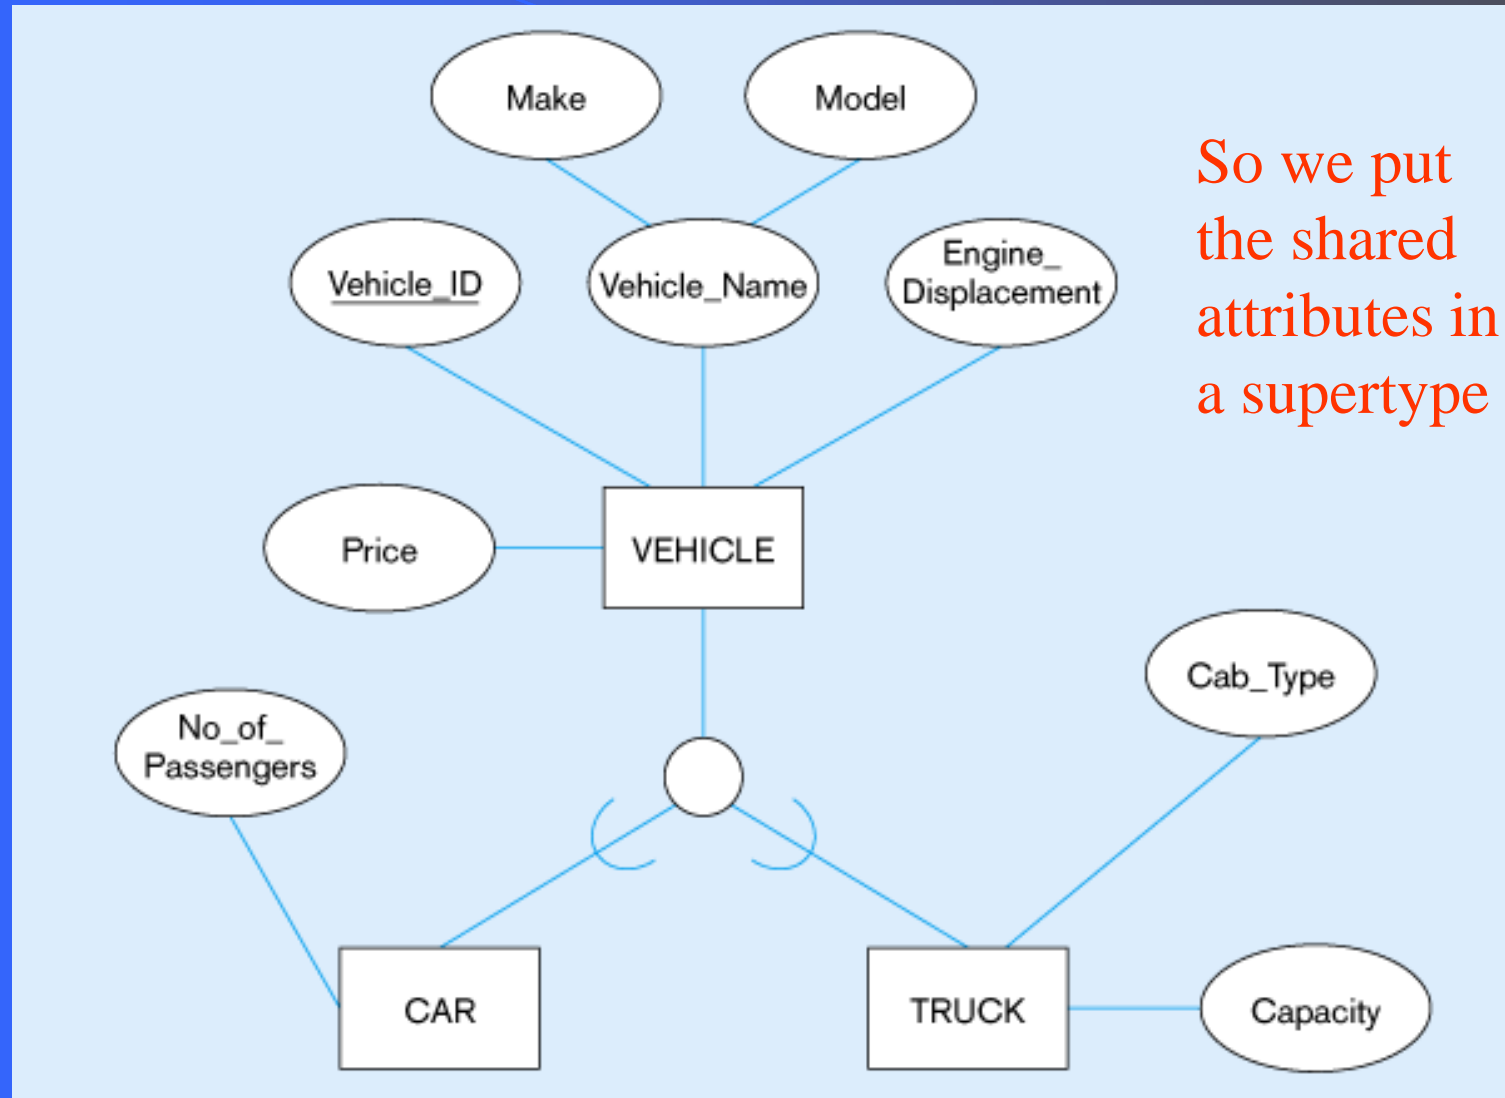 Make
Model
So we put
the shared
attributes in
a supertype
Vehicle_ID
Vehicle_Name
Engine_
Displacement
Price
VEHICLE
Cab_Type
No_of_
Passengers
CAR
TRUCK
Capacity